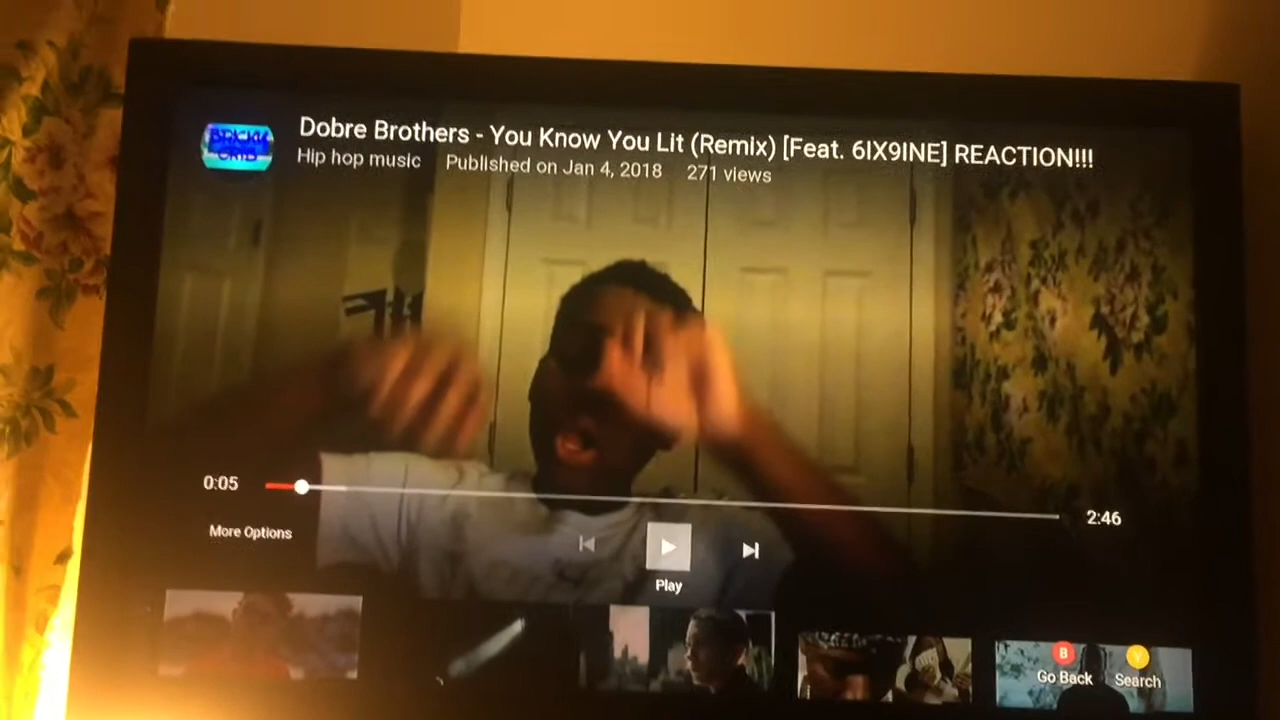 Dobre Brothers - You Know You Lit (Remix) [Feat. 6IX9INE] REACTION!!!
Hip hop music Published on Jan 4, 2018 271 views
0:05
2:46
More Options
Play
B Y
Go Back Search